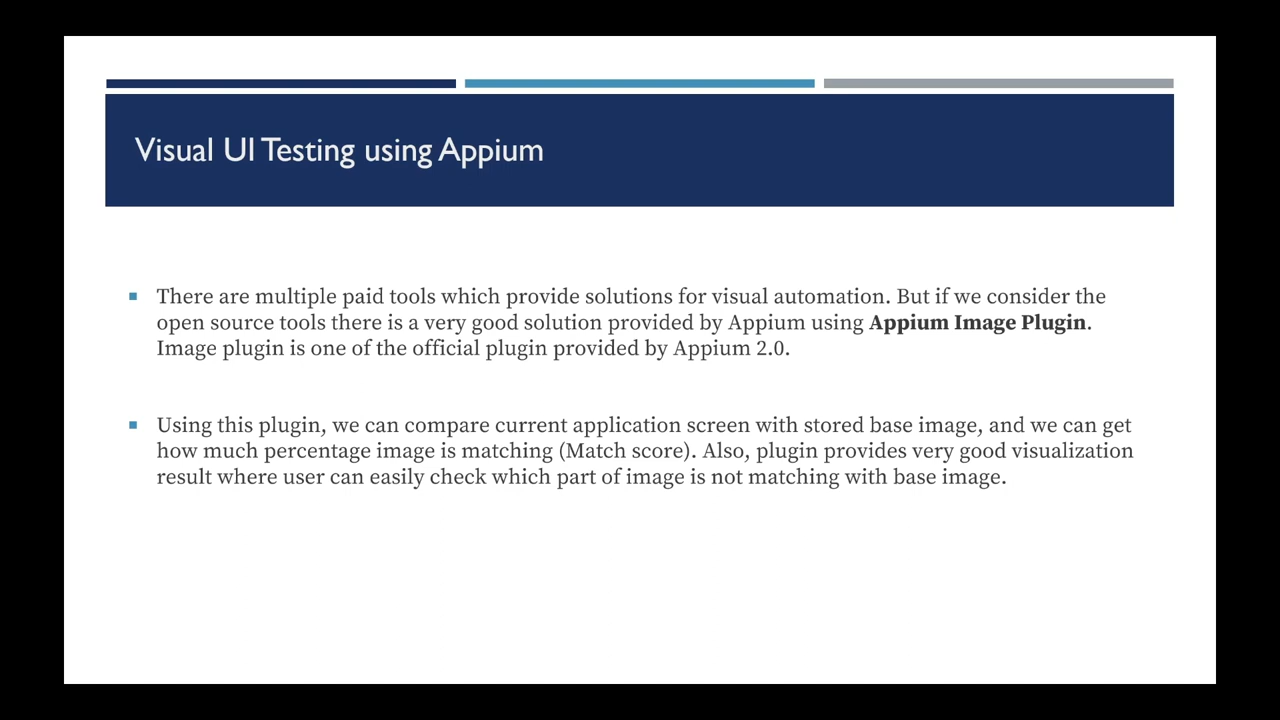 Visual UI Testing using Appium
There are multiple paid tools which provide solutions for visual automation. But if we consider the
open source tools there is a very good solution provided by Appium using Appium Image Plugin.
Image plugin is one of the official plugin provided by Appium 2.0.
Using this plugin, we can compare current application screen with stored base image, and we can get
how much percentage image is matching (Match score). Also, plugin provides very good visualization
result where user can easily check which part of image is not matching with base image.